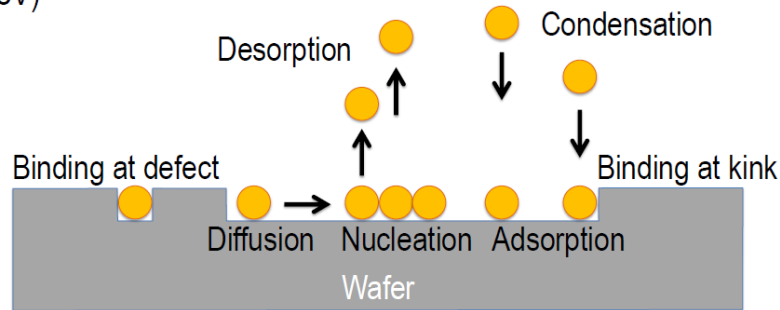 Desorption
Condensation
Binding at defect
Binding at kink
Diffusion
Nucleation
Adsorption
Wafer